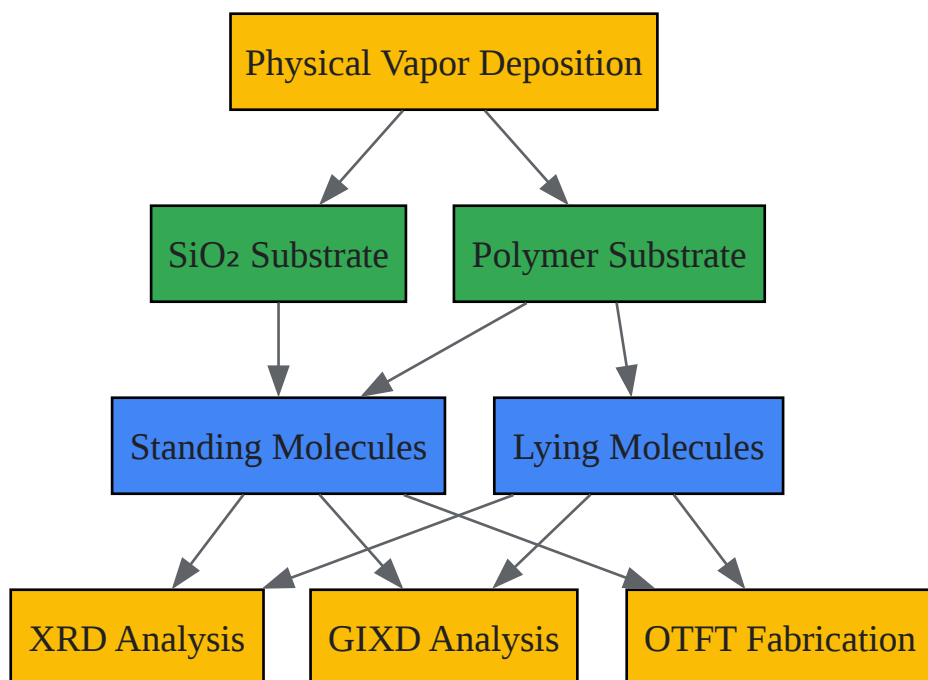 Physical Vapor Deposition
SiO₂ Substrate
Polymer Substrate
Standing Molecules
Lying Molecules
XRD Analysis
GIXD Analysis
OTFT Fabrication